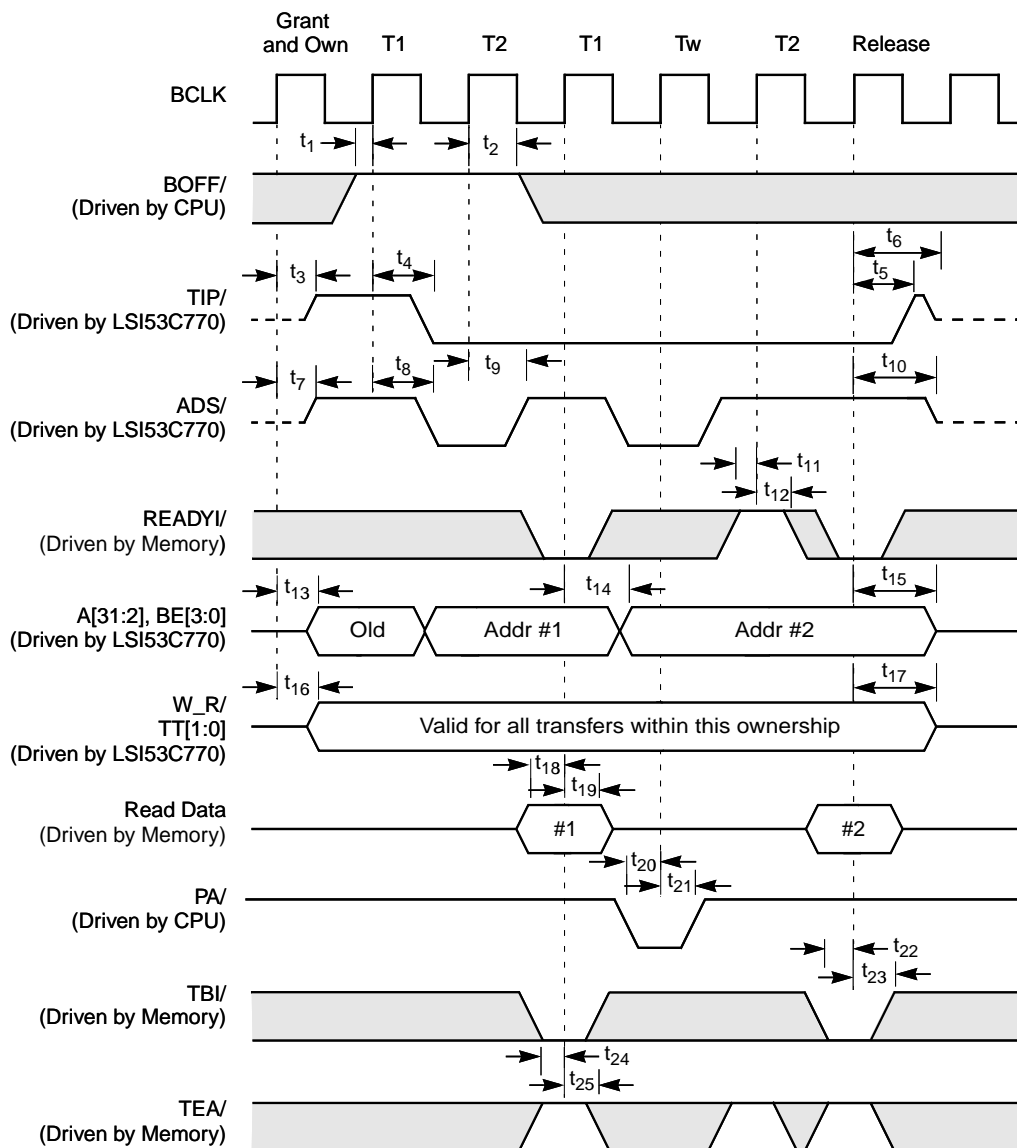 Grant
and Own T1 T2 T1 Tw T2 Release
BCLK
t1 t2
BOFF/
(Driven by CPU)
t6
t3 t4 t5
TIP/
(Driven by LSI53C770)
t7 t8 t9 t10
ADS/
(Driven by LSI53C770)
t11
t12
READYI/
(Driven by Memory)
t13 t14 t15
A[31:2], BE[3:0]
(Driven by LSI53C770)
Old Addr #1 Addr #2
t16 t17
W_R/
TT[1:0]
(Driven by LSI53C770)
Valid for all transfers within this ownership
t18
t19
Read Data
(Driven by Memory)
#1 #2
t20
t21
PA/
(Driven by CPU)
t22
t23
TBI/
(Driven by Memory)
t24
t25
TEA/
(Driven by Memory)